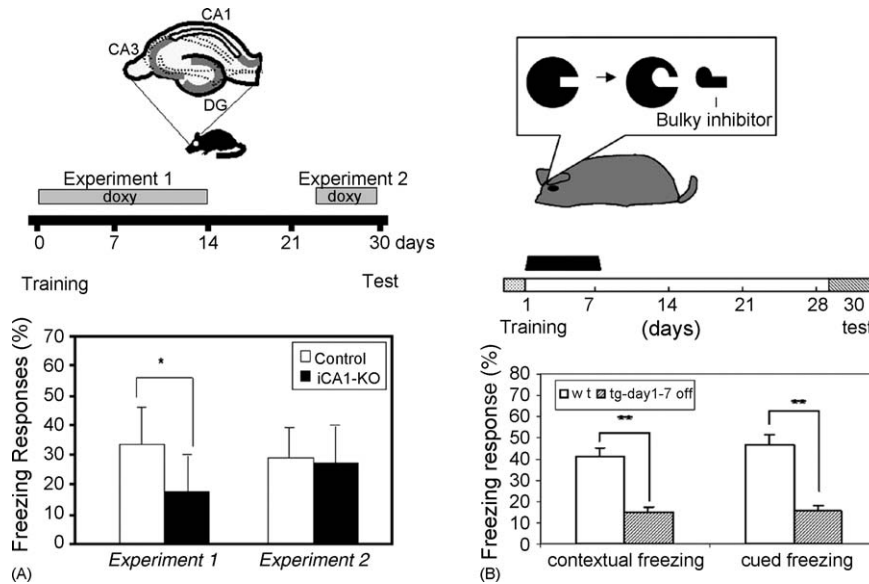 CA1
CA3
DG
Experiment 1
Experiment 2
doxy
doxy
0 7 14 21 30 days
Training Test
Freezing Responses (%)
70
60
50
40
30
20
10
0
*
Control
iCA1-KO
Experiment 1 Experiment 2
(A)
Bulky inhibitor
1 7 14 21 28 30
Training (days) test
Freezing response (%)
80
70
60
50
40
30
20
10
0
w t tg-day1-7 off
** **
contextual freezing cued freezing
(B)